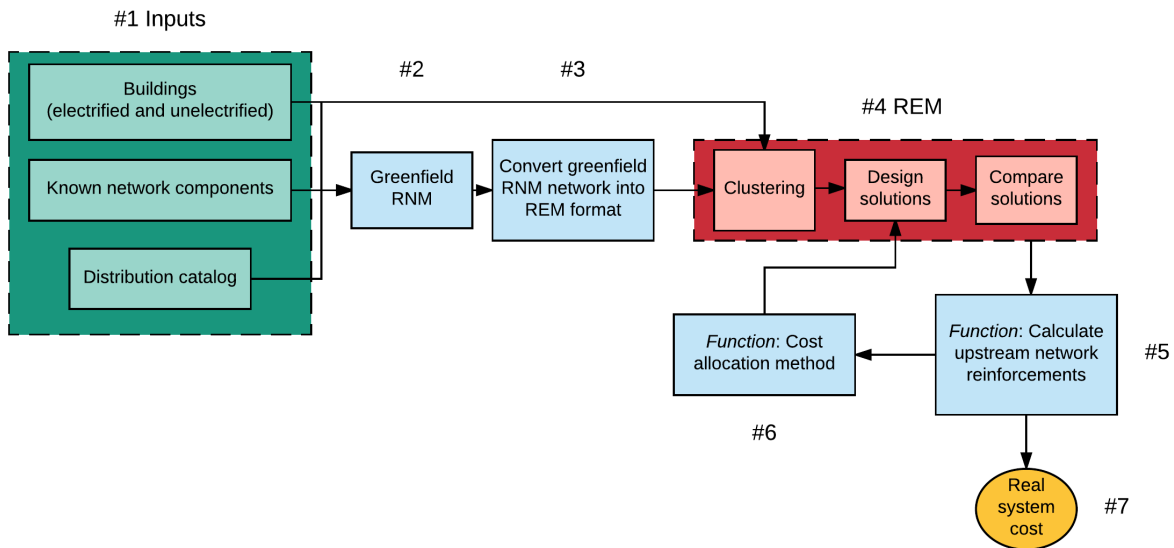 #1 Inputs
Buildings
(electrified and unelectrified)
Known network components
Distribution catalog
#2
Greenfield
RNM
#3
Convert greenfield
RNM network into
REM format
#4 REM
Clustering
Design
solutions
Compare
solutions
Function: Calculate
upstream network
reinforcements
#5
Function: Cost
allocation method
#6
Real
system
cost
#7